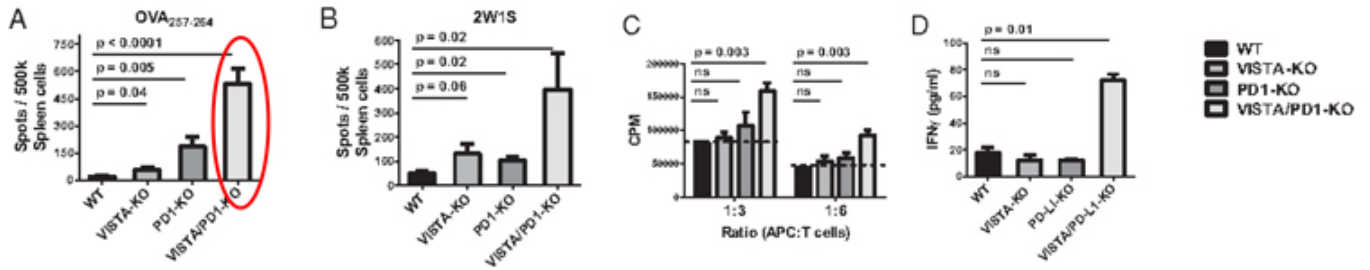 A
OVA257-264
Spots / 500k
Spleen cells
750
600
450
300
150
0
p < 0.0001
p = 0.005
p = 0.04
WT
VISTA-KO
PD1-KO
VISTA/PD1-KO
B
2W1S
Spots / 500k
Spleen cells
600
500
400
300
200
100
0
p = 0.02
p = 0.02
p = 0.06
WT
VISTA-KO
PD1-KO
VISTA/PD1-KO
C
CPM
200000
150000
100000
50000
0
p = 0.003
ns
ns
p = 0.003
ns
ns
1:3
1:6
Ratio (APC:T cells)
D
IFNγ (pg/ml)
100
80
60
40
20
0
p = 0.01
ns
ns
WT
VISTA-KO
PD-L1-KO
VISTA/PD-L1-KO
WT
VISTA-KO
PD1-KO
VISTA/PD1-KO